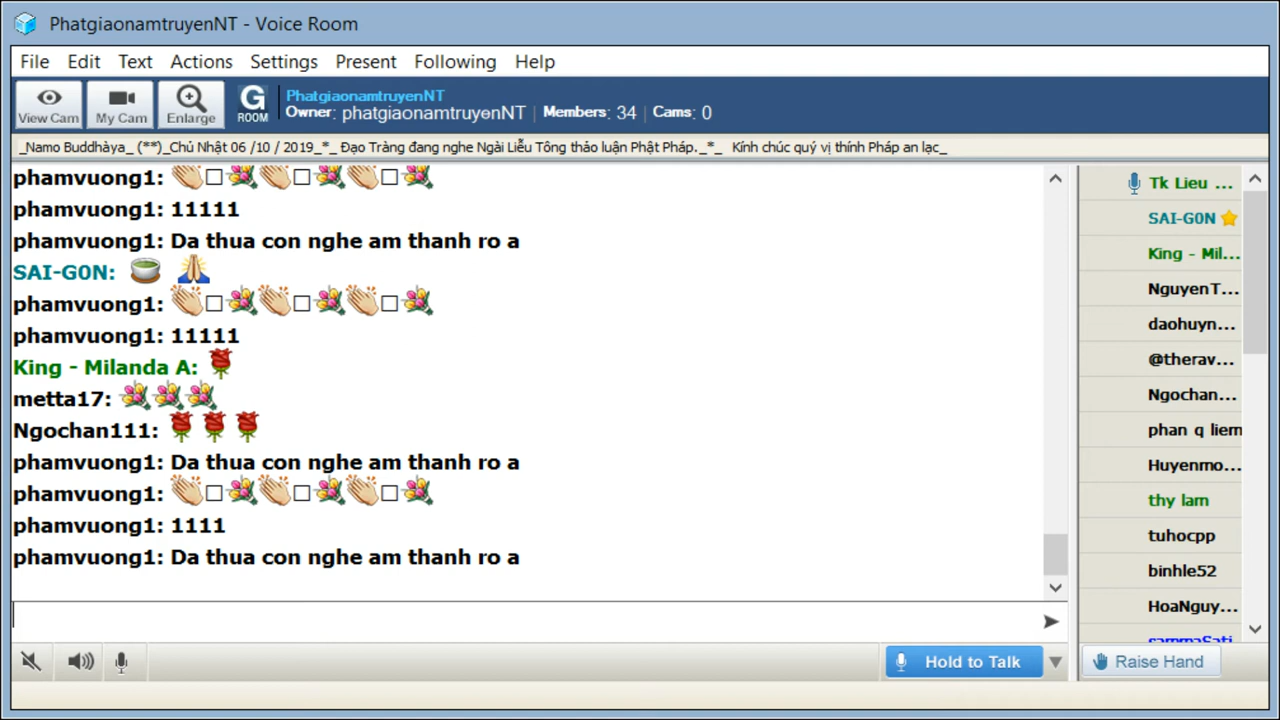 PhatgiaonamtruyenNT - Voice Room
File Edit Text Actions Settings Present Following Help
View Cam My Cam Enlarge G ROOM
PhatgiaonamtruyenNT
Owner: phatgiaonamtruyenNT | Members: 34 | Cams: 0
_Namo Buddhàya_ (**)_Chủ Nhật 06 /10 / 2019_*_ Đạo Tràng đang nghe Ngài Liễu Tông thảo luận Phật Pháp._*_ Kính chúc quý vị thính Pháp an lạc_
phamvuong1: 👏□💐👏□💐👏□💐
phamvuong1: 11111
phamvuong1: Da thua con nghe am thanh ro a
SAI-G0N: 🍵 🙏
phamvuong1: 👏□💐👏□💐👏□💐
phamvuong1: 11111
King - Milanda A: 🌹
metta17: 💐💐💐
Ngochan111: 🌹🌹🌹
phamvuong1: Da thua con nghe am thanh ro a
phamvuong1: 👏□💐👏□💐👏□💐
phamvuong1: 1111
phamvuong1: Da thua con nghe am thanh ro a
Tk Lieu ...
SAI-G0N
King - Mil...
NguyenT...
daohuyn...
@therav...
Ngochan...
phan q liem
Huyenmo...
thy lam
tuhocpp
binhle52
HoaNguy...
sammaSati
Hold to Talk
Raise Hand